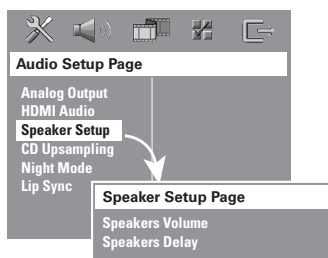 Audio Setup Page
Analog Output
HDMI Audio
Speaker Setup
CD Upsampling
Night Mode
Lip Sync
Speaker Setup Page
Speakers Volume
Speakers Delay